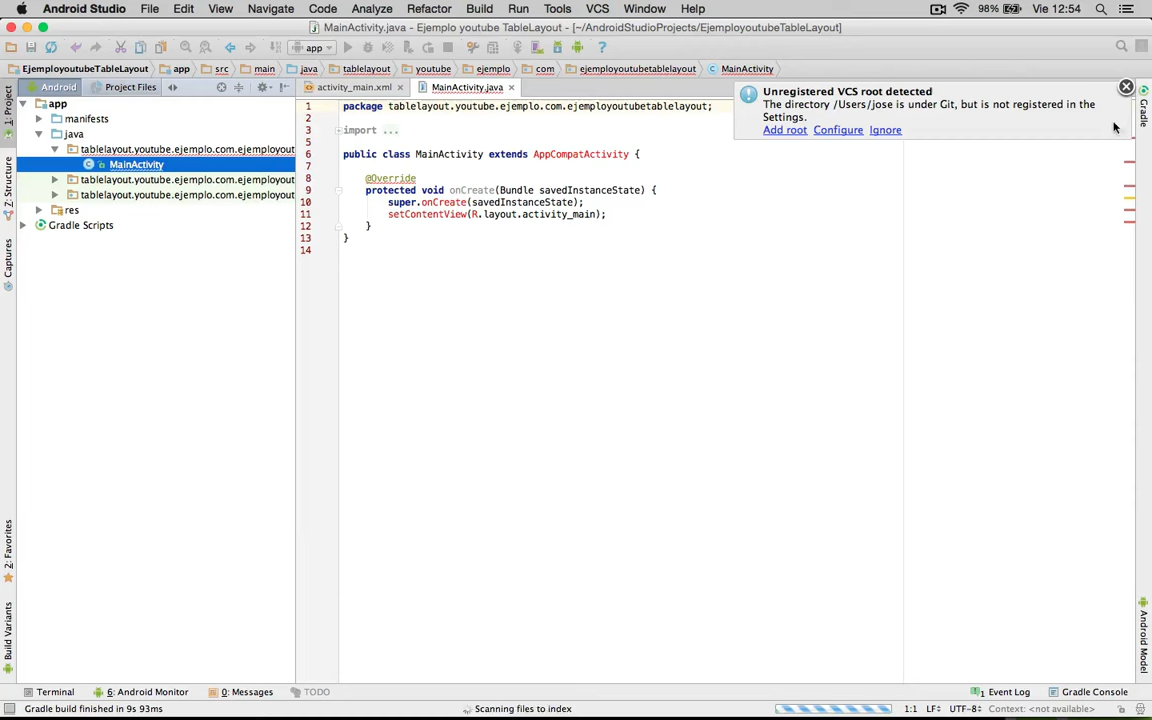 Android Studio File Edit View Navigate Code Analyze Refactor Build Run Tools VCS Window Help 98% Vie 12:54
MainActivity.java - Ejemplo youtube TableLayout - [~/AndroidStudioProjects/EjemployoutubeTableLayout]
app
EjemployoutubeTableLayout app src main java tablelayout youtube ejemplo com ejemployoutubetablelayout MainActivity
Android Project Files activity_main.xml MainActivity.java
1: Project
Z: Structure
Captures
2: Favorites
Build Variants
app
manifests
java
tablelayout.youtube.ejemplo.com.ejemployout
MainActivity
tablelayout.youtube.ejemplo.com.ejemployout
tablelayout.youtube.ejemplo.com.ejemployout
res
Gradle Scripts
1 package tablelayout.youtube.ejemplo.com.ejemployoutubetablelayout;
2
3 import ...
5
6 public class MainActivity extends AppCompatActivity {
7
8 @Override
9 protected void onCreate(Bundle savedInstanceState) {
10 super.onCreate(savedInstanceState);
11 setContentView(R.layout.activity_main);
12 }
13 }
14
Unregistered VCS root detected
The directory /Users/jose is under Git, but is not registered in the
Settings.
Add root Configure Ignore
Gradle
Android Model
Terminal 6: Android Monitor 0: Messages TODO 1 Event Log Gradle Console
Gradle build finished in 9s 93ms Scanning files to index 1:1 LF UTF-8 Context: <not available>